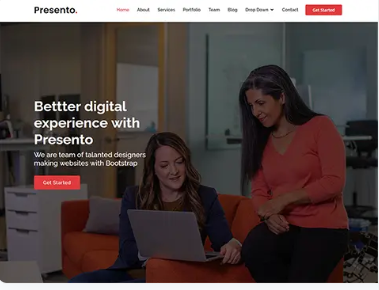 Presento.
Home About Services Portfolio Team Blog Drop Down Contact Get Started
Bettter digital
experience with
Presento
We are team of talanted designers
making websites with Bootstrap
Get Started